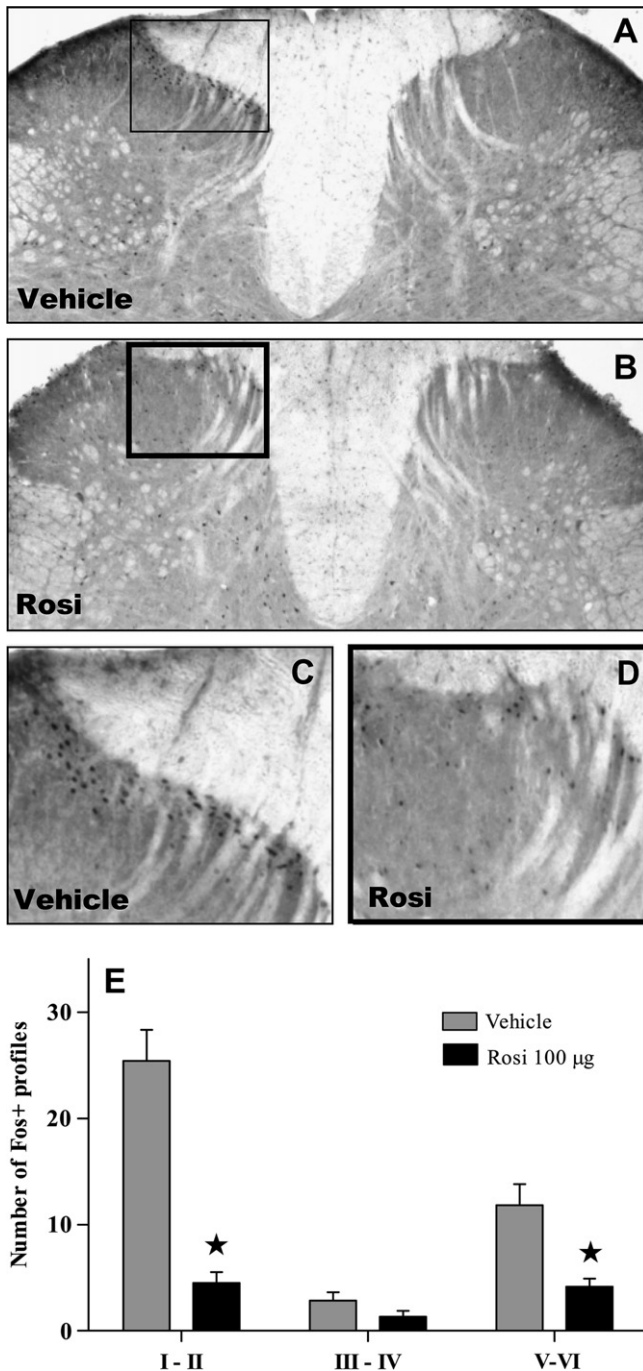 A
Vehicle
B
Rosi
C
Vehicle
D
Rosi
E
Number of Fos+ profiles
30
20
10
0
Vehicle
Rosi 100 µg
★
★
I - II
III - IV
V-VI